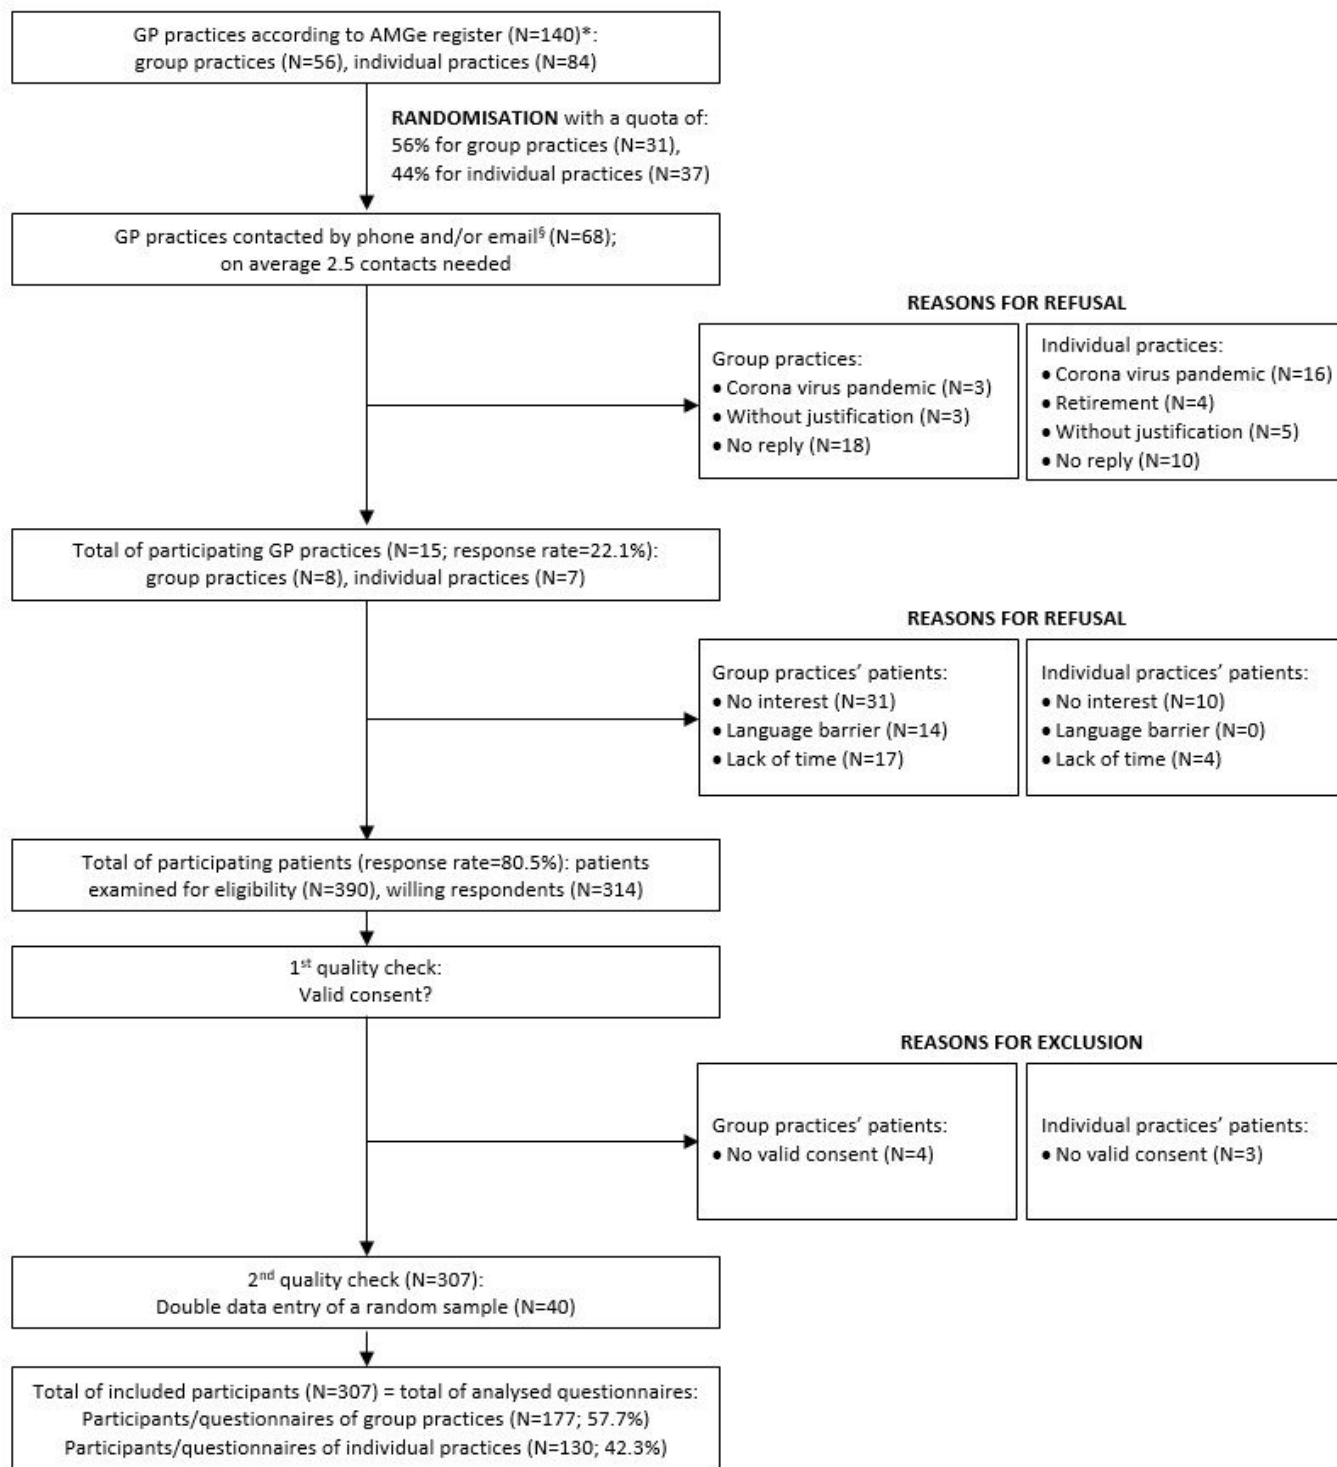 GP practices according to AMGe register (N=140)*:
group practices (N=56), individual practices (N=84)
RANDOMISATION with a quota of:
56% for group practices (N=31),
44% for individual practices (N=37)
GP practices contacted by phone and/or email§ (N=68);
on average 2.5 contacts needed
REASONS FOR REFUSAL
Group practices:
• Corona virus pandemic (N=3)
• Without justification (N=3)
• No reply (N=18)
Individual practices:
• Corona virus pandemic (N=16)
• Retirement (N=4)
• Without justification (N=5)
• No reply (N=10)
Total of participating GP practices (N=15; response rate=22.1%):
group practices (N=8), individual practices (N=7)
REASONS FOR REFUSAL
Group practices’ patients:
• No interest (N=31)
• Language barrier (N=14)
• Lack of time (N=17)
Individual practices’ patients:
• No interest (N=10)
• Language barrier (N=0)
• Lack of time (N=4)
Total of participating patients (response rate=80.5%): patients
examined for eligibility (N=390), willing respondents (N=314)
1st quality check:
Valid consent?
REASONS FOR EXCLUSION
Group practices’ patients:
• No valid consent (N=4)
Individual practices’ patients:
• No valid consent (N=3)
2nd quality check (N=307):
Double data entry of a random sample (N=40)
Total of included participants (N=307) = total of analysed questionnaires:
Participants/questionnaires of group practices (N=177; 57.7%)
Participants/questionnaires of individual practices (N=130; 42.3%)